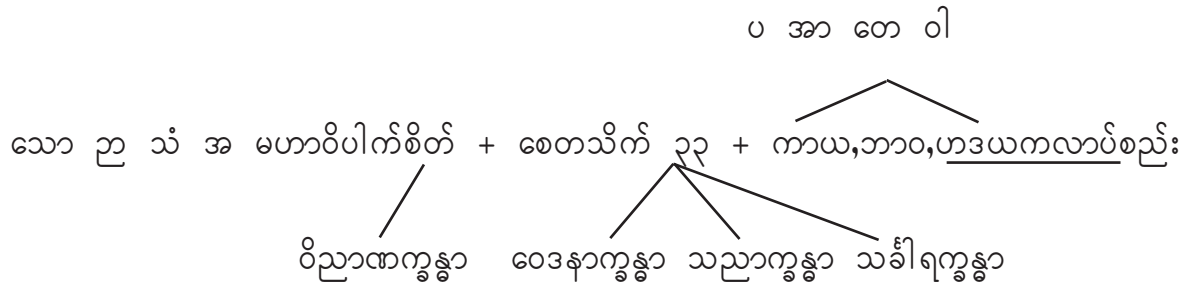 ပ အာ တေ ဝါ
သော ဉာ သံ အ မဟာဝိပါက်စိတ် + စေတသိက် ၃၃ + ကာယ,ဘာဝ,ဟဒယကလာပ်စည်း
ဝိညာဏက္ခန္ဓာ ဝေဒနာက္ခန္ဓာ သညာက္ခန္ဓာ သင်္ခါရက္ခန္ဓာ